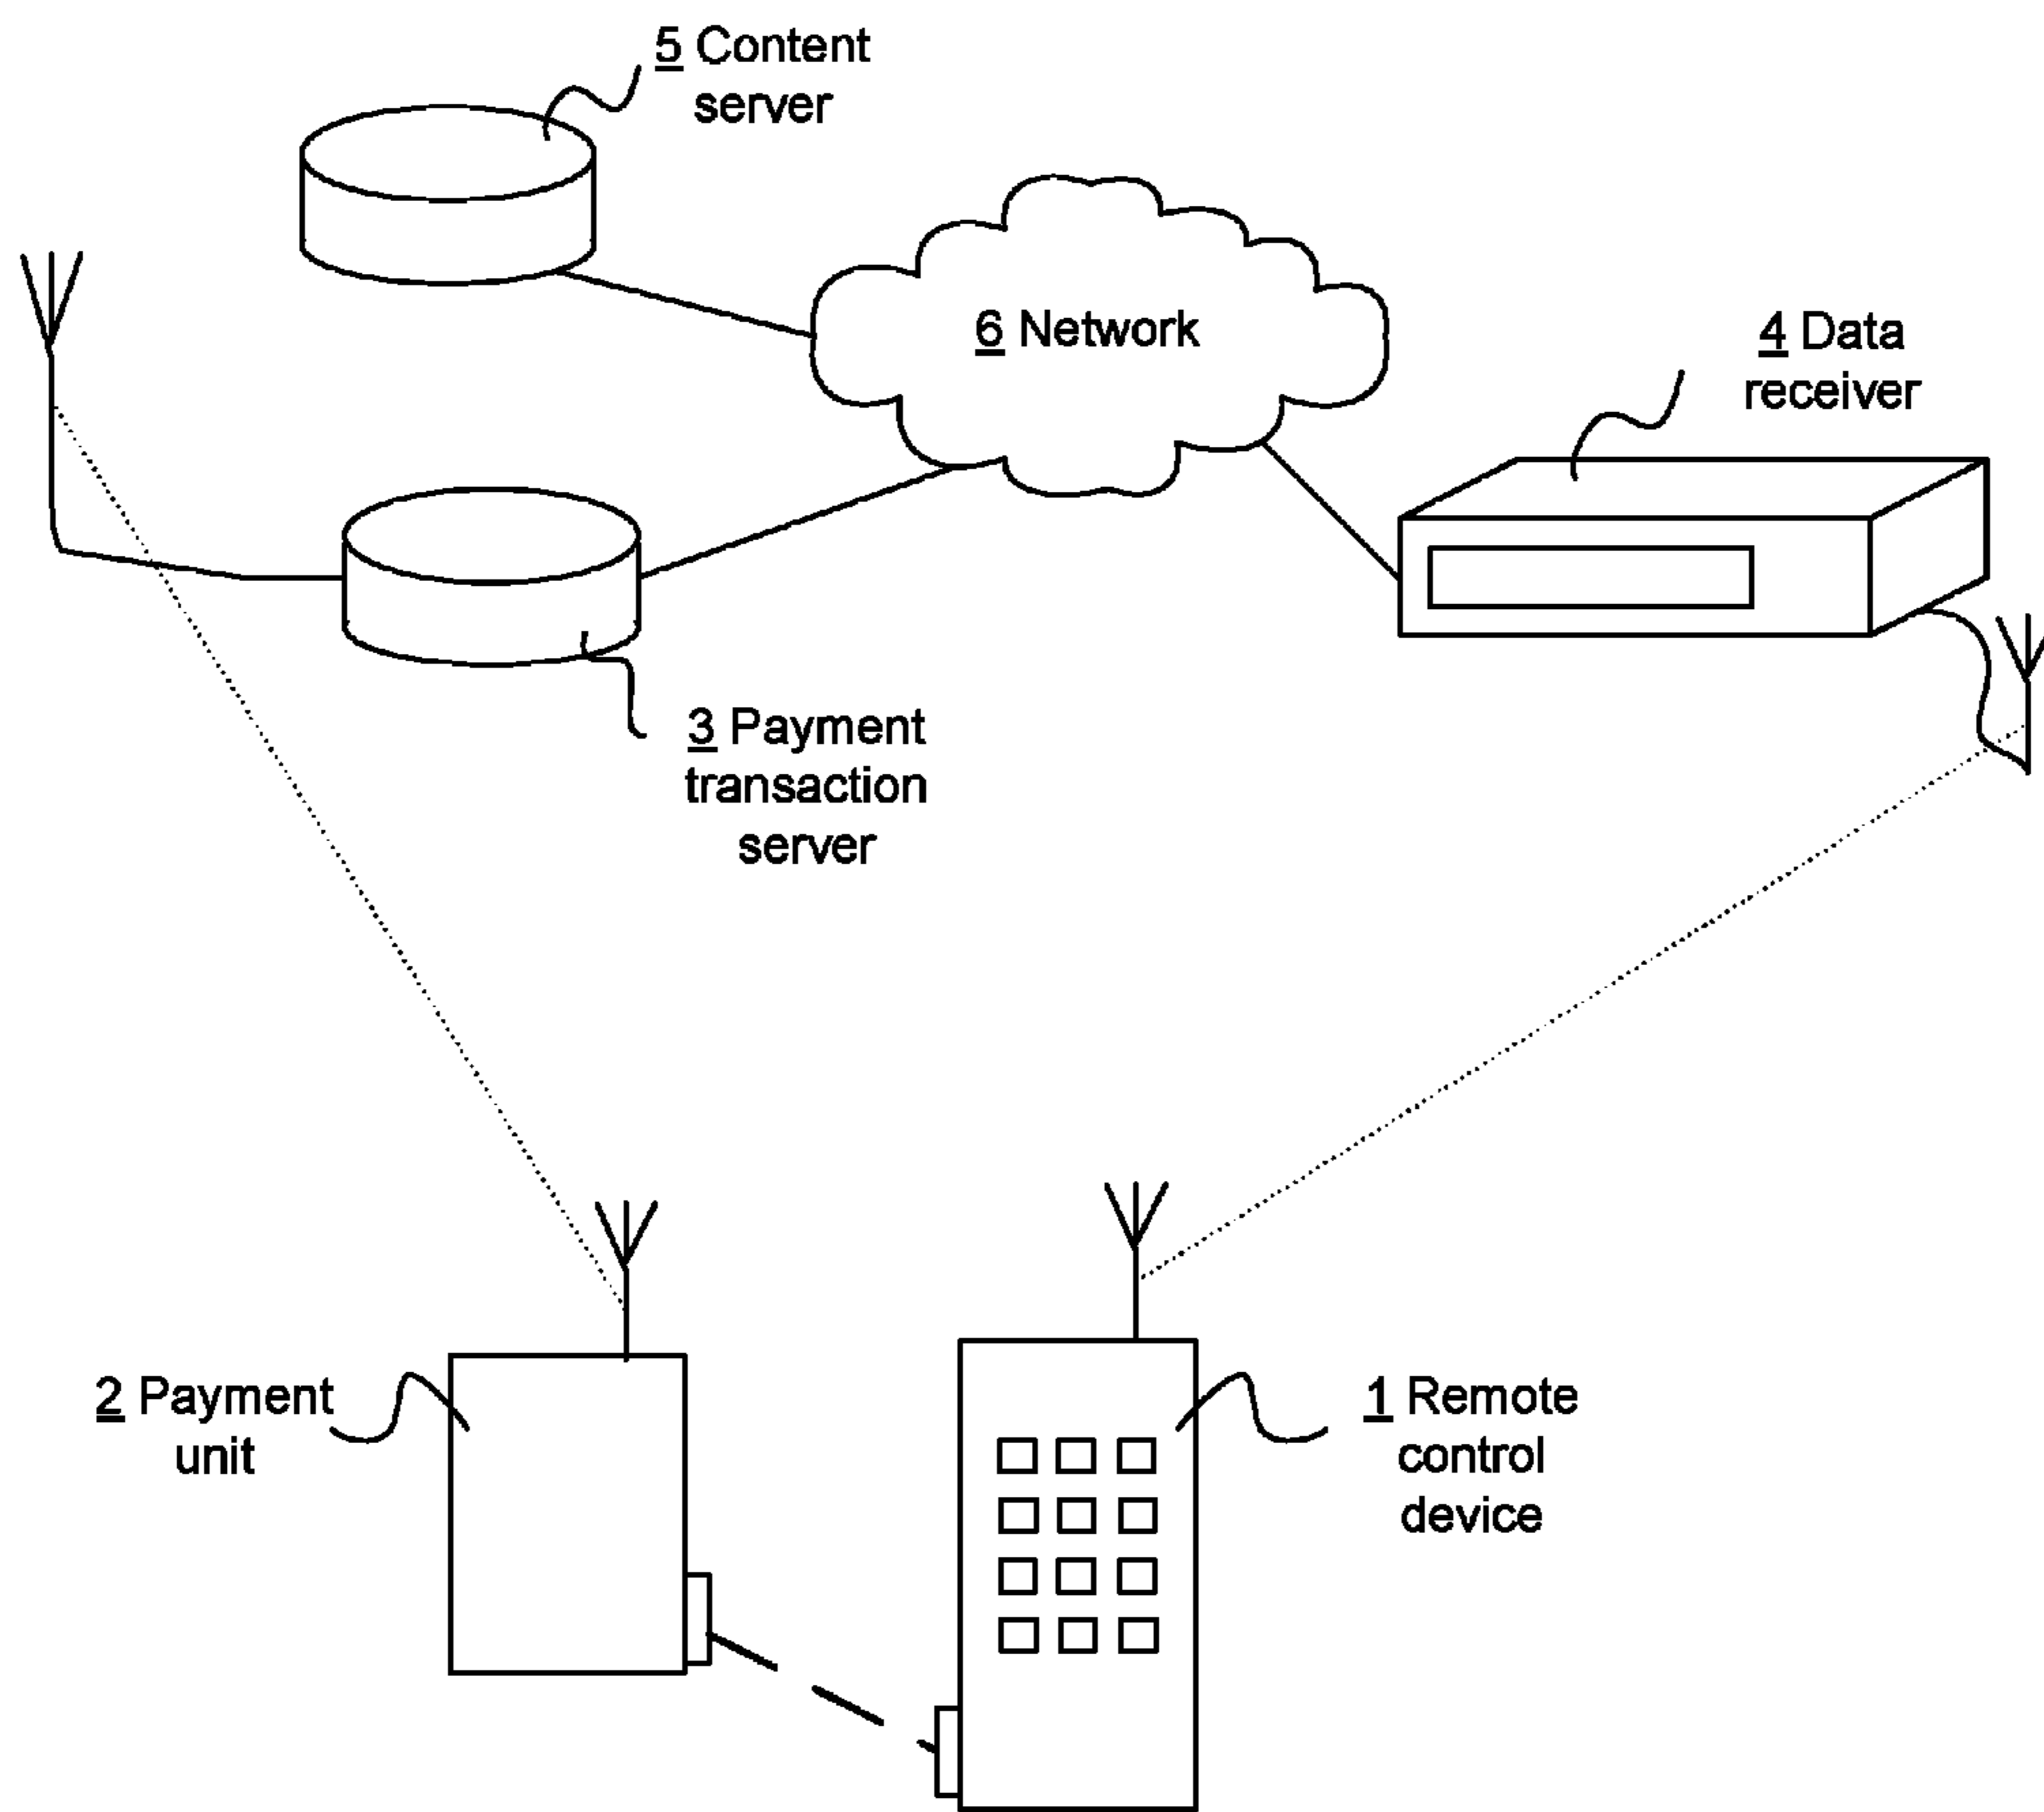 5 Content
server
6 Network
4 Data
receiver
3 Payment
transaction
server
2 Payment
unit
1 Remote
control
device